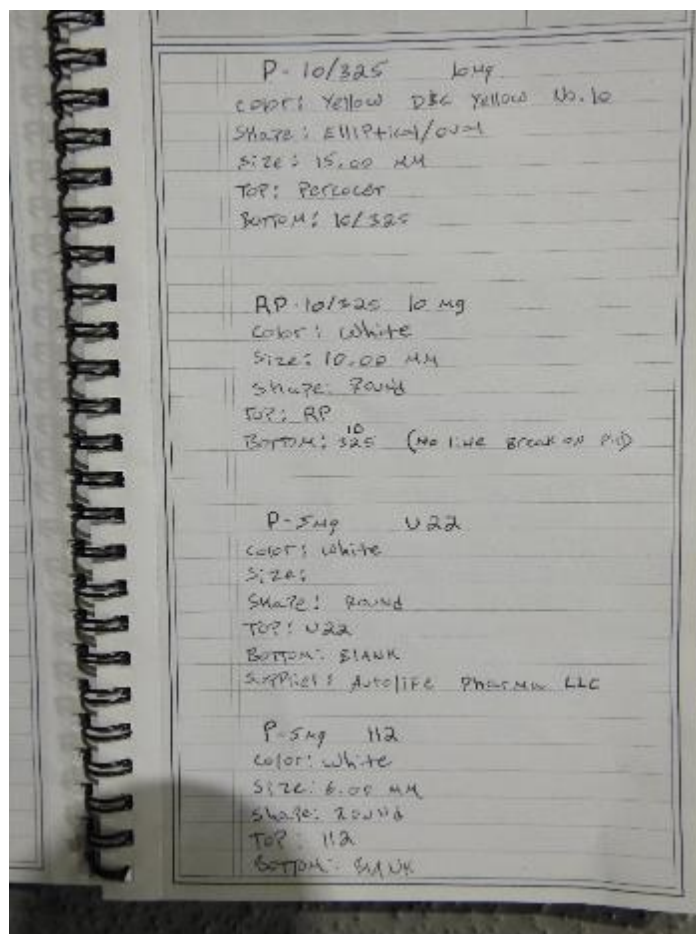 P- 10/325 10mg
color: Yellow D&C Yellow No. 10
Shape: Elliptical/oval
Size: 15.00 MM
TOP: Percocet
Bottom: 10/325
RP-10/325 10 mg
color: White
Size: 10.00 MM
Shape: Round
TOP: RP
Bottom: 10 325 (No line Break on Pill)
P-5mg U22
color: white
Size:
Shape: Round
TOP: U22
Bottom: BLANK
Supplier: Autolife Pharma LLC
P-5mg 112
color: white
Size: 6.00 MM
Shape: Round
TOP: 112
Bottom: BLANK